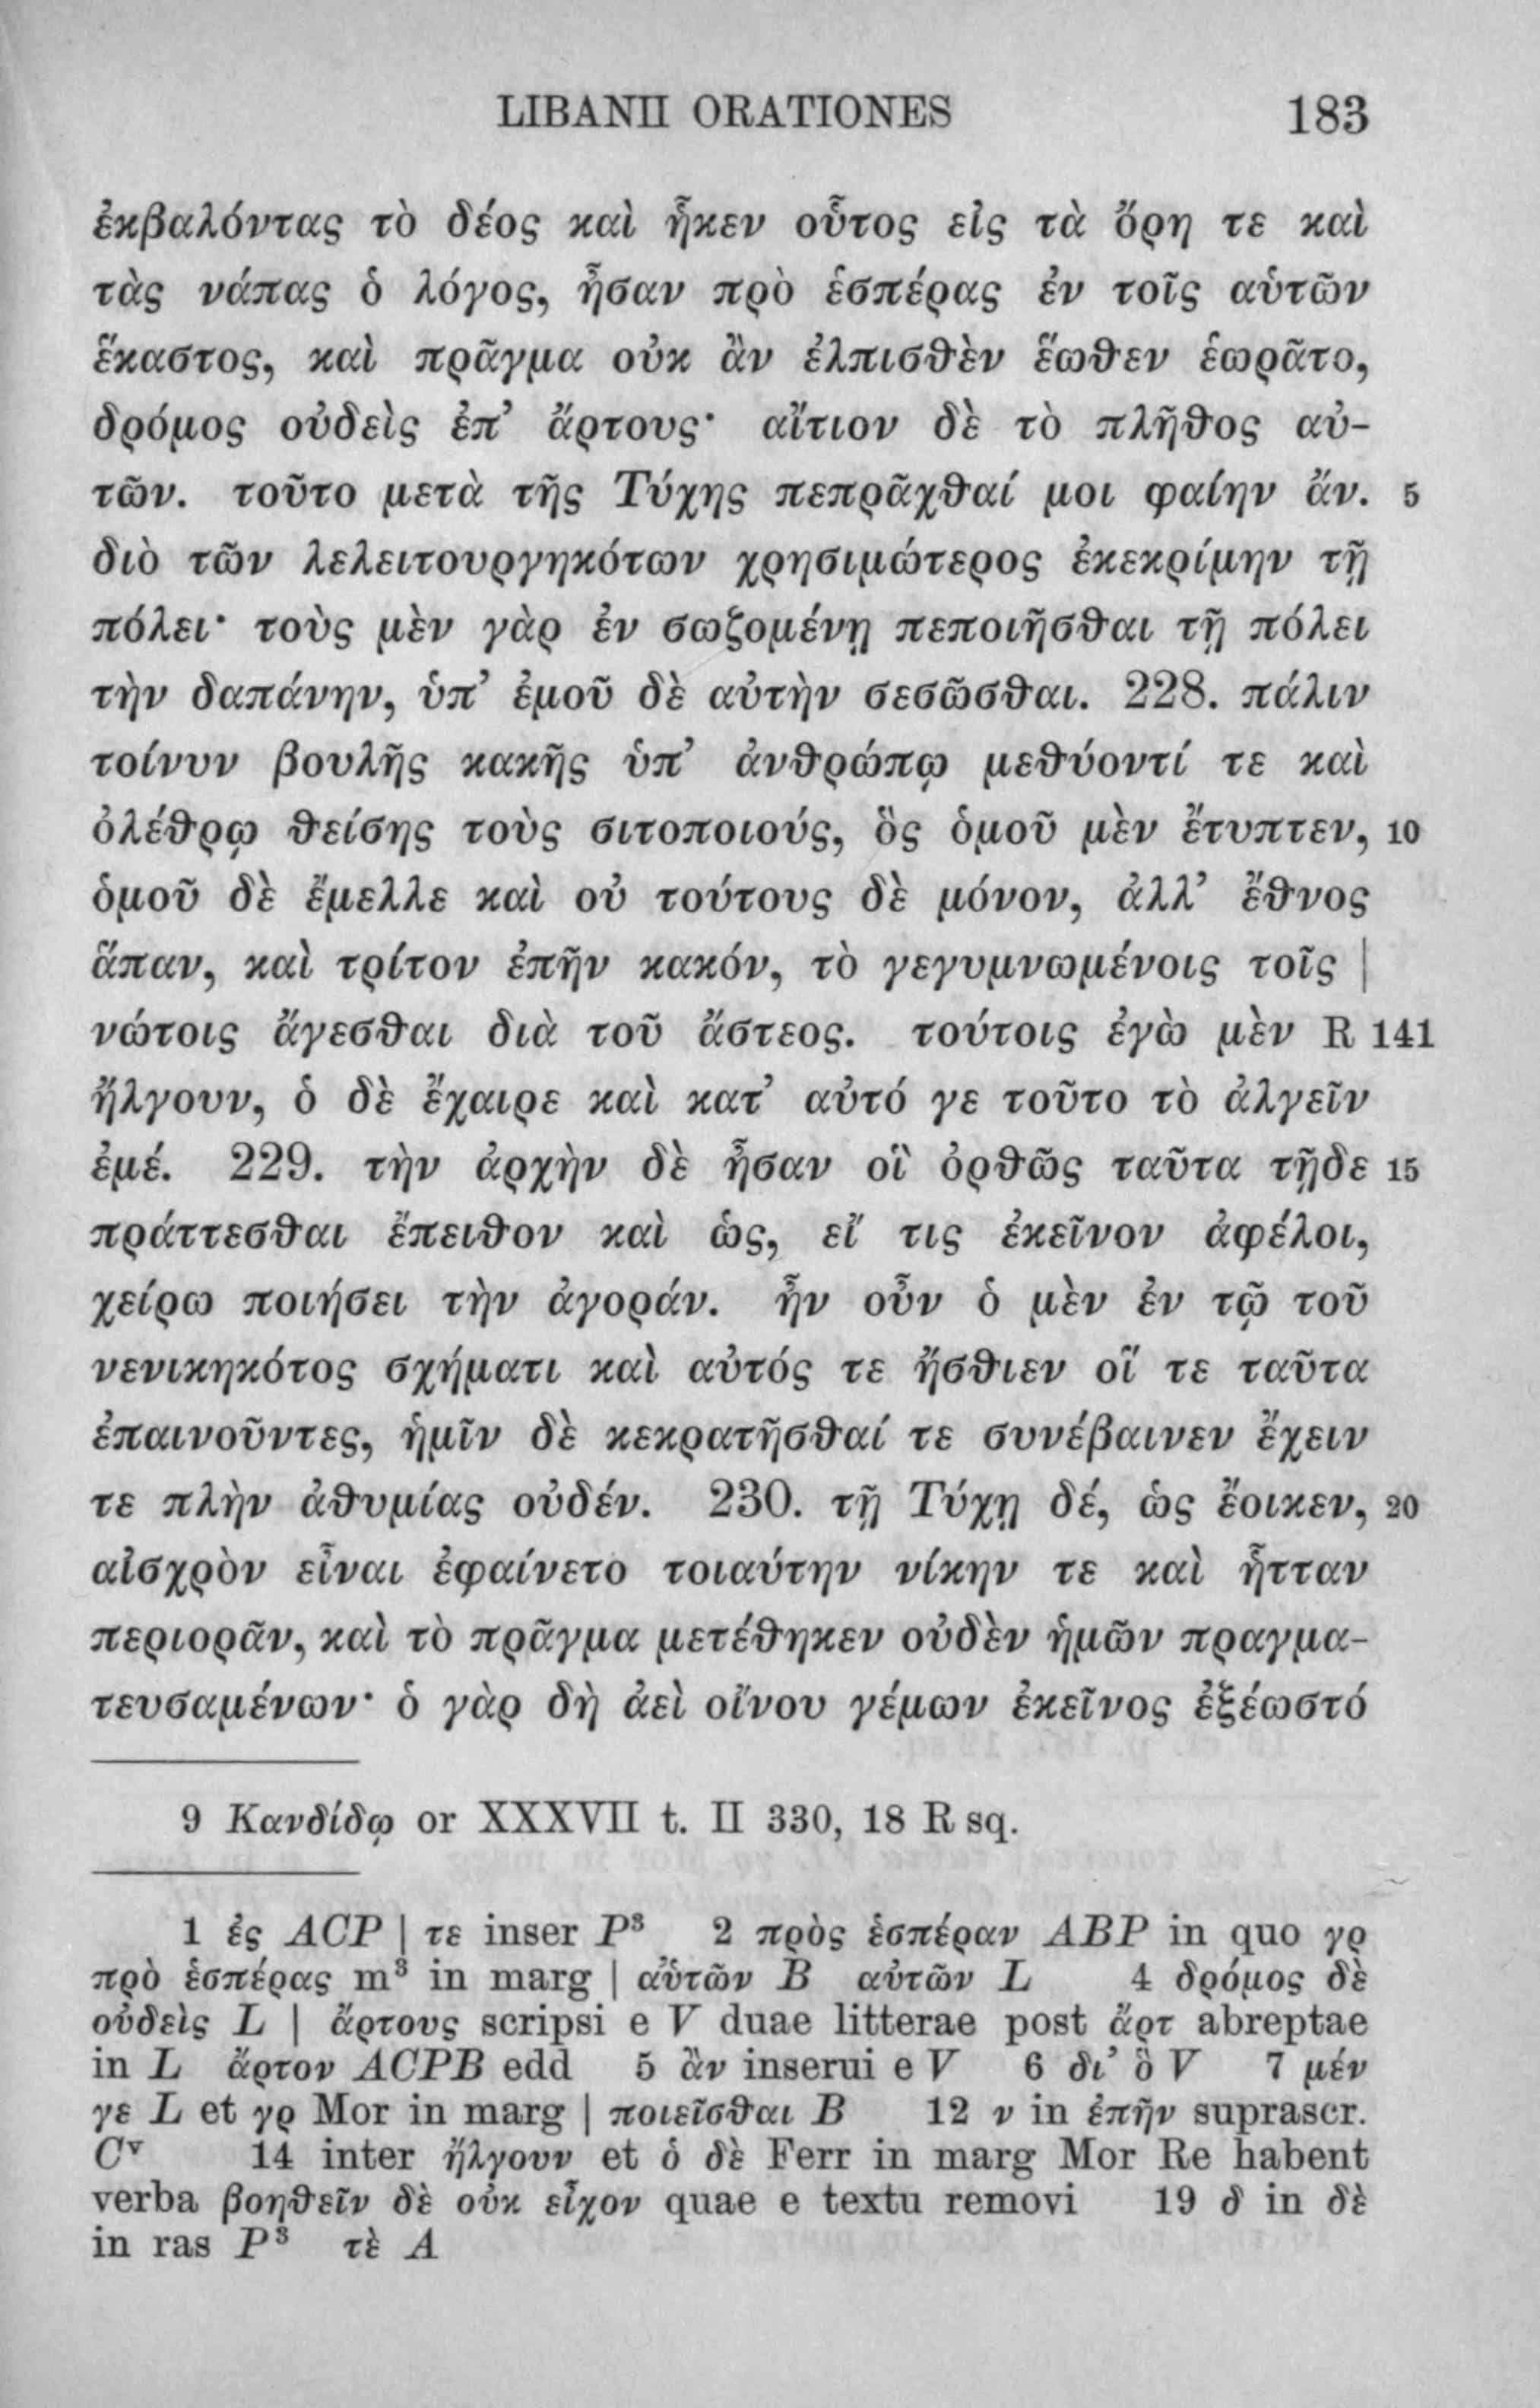 LIBANII ORATIONES 183
ἐκβαλόντας τὸ δέος καὶ ἧκεν οὗτος εἰς τὰ ὄρη τε καὶ
τὰς νάπας ὁ λόγος, ἦσαν πρὸ ἑσπέρας ἐν τοῖς αὑτῶν
ἕκαστος, καὶ πρᾶγμα οὐκ ἂν ἐλπισθὲν ἕωθεν ἑωρᾶτο,
δρόμος οὐδεὶς ἐπ’ ἄρτους· αἴτιον δὲ τὸ πλῆθος αὐ-
τῶν. τοῦτο μετὰ τῆς Τύχης πεπρᾶχθαί μοι φαίην ἄν. 5
διὸ τῶν λελειτουργηκότων χρησιμώτερος ἐκεκρίμην τῇ
πόλει· τοὺς μὲν γὰρ ἐν σωζομένῃ πεποιῆσθαι τῇ πόλει
τὴν δαπάνην, ὑπ’ ἐμοῦ δὲ αὐτὴν σεσῶσθαι. 228. πάλιν
τοίνυν βουλῆς κακῆς ὑπ’ ἀνθρώπῳ μεθύοντί τε καὶ
ὀλέθρῳ θείσης τοὺς σιτοποιούς, ὃς ὁμοῦ μὲν ἔτυπτεν, 10
ὁμοῦ δὲ ἔμελλε καὶ οὐ τούτους δὲ μόνον, ἀλλ’ ἔθνος
ἅπαν, καὶ τρίτον ἐπῆν κακόν, τὸ γεγυμνωμένοις τοῖς |
νώτοις ἄγεσθαι διὰ τοῦ ἄστεος. τούτοις ἐγὼ μὲν R 141
ἤλγουν, ὁ δὲ ἔχαιρε καὶ κατ’ αὐτό γε τοῦτο τὸ ἀλγεῖν
ἐμέ. 229. τὴν ἀρχὴν δὲ ἦσαν οἳ ὀρθῶς ταῦτα τῇδε 15
πράττεσθαι ἔπειθον καὶ ὡς, εἴ τις ἐκεῖνον ἀφέλοι,
χείρω ποιήσει τὴν ἀγοράν. ἦν οὖν ὁ μὲν ἐν τῷ τοῦ
νενικηκότος σχήματι καὶ αὐτός τε ἤσθιεν οἵ τε ταῦτα
ἐπαινοῦντες, ἡμῖν δὲ κεκρατῆσθαί τε συνέβαινεν ἔχειν
τε πλὴν ἀθυμίας οὐδέν. 230. τῇ Τύχῃ δέ, ὡς ἔοικεν, 20
αἰσχρὸν εἶναι ἐφαίνετο τοιαύτην νίκην τε καὶ ἧτταν
περιορᾶν, καὶ τὸ πρᾶγμα μετέθηκεν οὐδὲν ἡμῶν πραγμα-
τευσαμένων· ὁ γὰρ δὴ ἀεὶ οἴνου γέμων ἐκεῖνος ἐξέωστό
9 Κανδίδῳ or XXXVII t. II 330, 18 R sq.
1 ἐς ACP | τε inser P³ 2 πρὸς ἑσπέραν ABP in quo γρ
πρὸ ἑσπέρας m³ in marg | αὑτῶν B αὐτῶν L 4 δρόμος δὲ
οὐδεὶς L | ἄρτους scripsi e V duae litterae post ἄρτ abreptae
in L ἄρτον ACPB edd 5 ἂν inserui e V 6 δι’ ὃ V 7 μέν
γε L et γρ Mor in marg | ποιεῖσθαι B 12 ν in ἐπῆν suprascr.
Cᵛ 14 inter ἤλγουν et ὁ δὲ Ferr in marg Mor Re habent
verba βοηθεῖν δὲ οὐκ εἶχον quae e textu removi 19 δ in δὲ
in ras P³ τὲ A